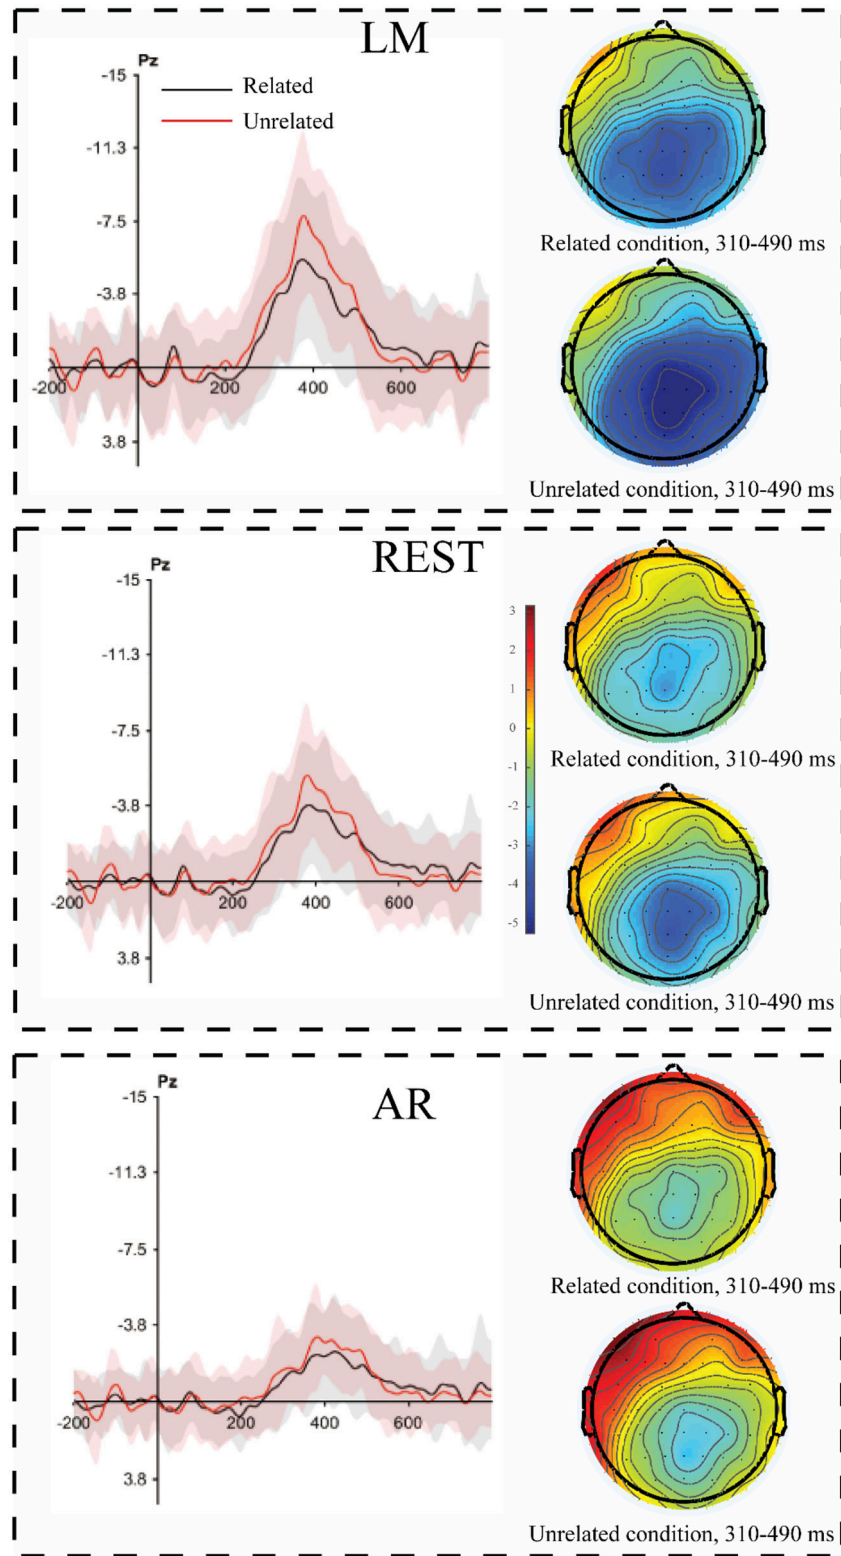 LM
Pz
-15
Related
Unrelated
-11.3
-7.5
-3.8
-200
200
400
600
3.8
Related condition, 310-490 ms
Unrelated condition, 310-490 ms
REST
Pz
-15
-11.3
-7.5
-3.8
-200
200
400
600
3.8
3
2
1
0
-1
-2
-3
-4
-5
Related condition, 310-490 ms
Unrelated condition, 310-490 ms
AR
Pz
-15
-11.3
-7.5
-3.8
-200
200
400
600
3.8
Related condition, 310-490 ms
Unrelated condition, 310-490 ms